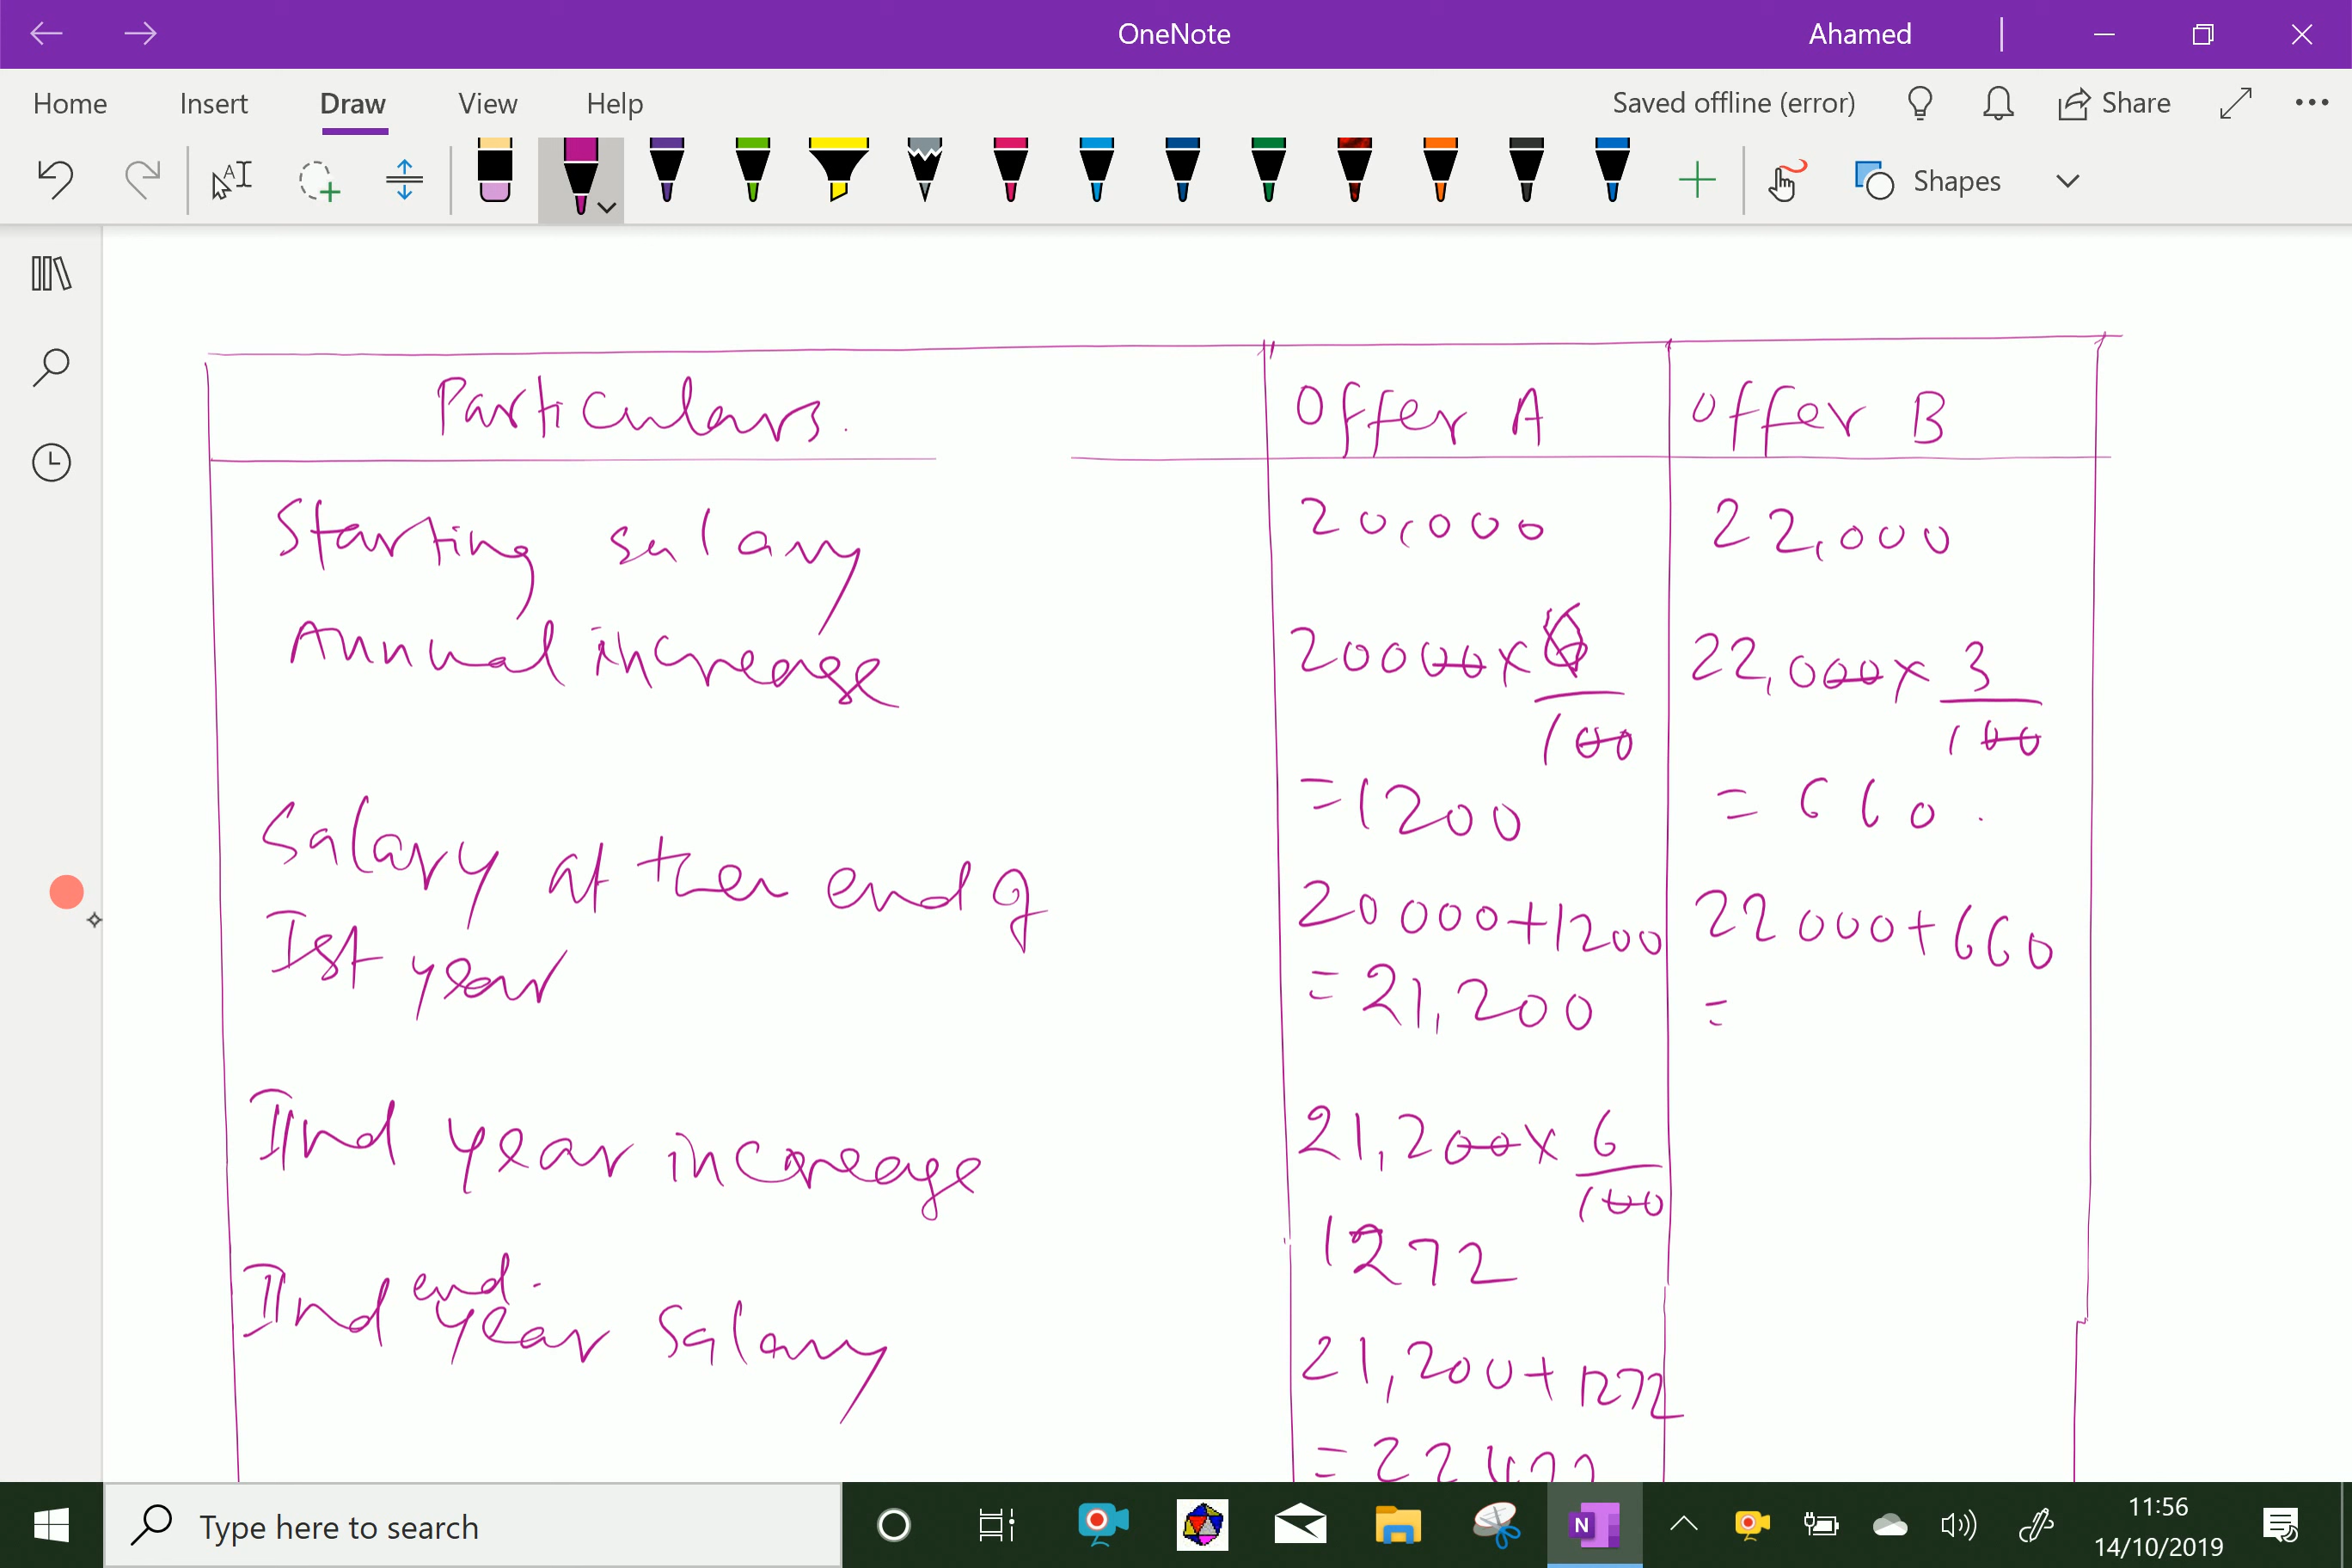 OneNote
Ahamed
Home Insert Draw View Help
Saved offline (error)
Share
Shapes
Particulars. Offer A Offer B
Starting salary 20,000 22,000
Annual increase 20000 x 6/100 22,000 x 3/100
= 1200 = 660.
Salary at the end of 20000+1200 22000+660
Ist year = 21,200 =
IInd year increase 21,200 x 6/100
1272
IInd end.
year Salary 21,200+1272
= 22472
Type here to search
N
11:56
14/10/2019